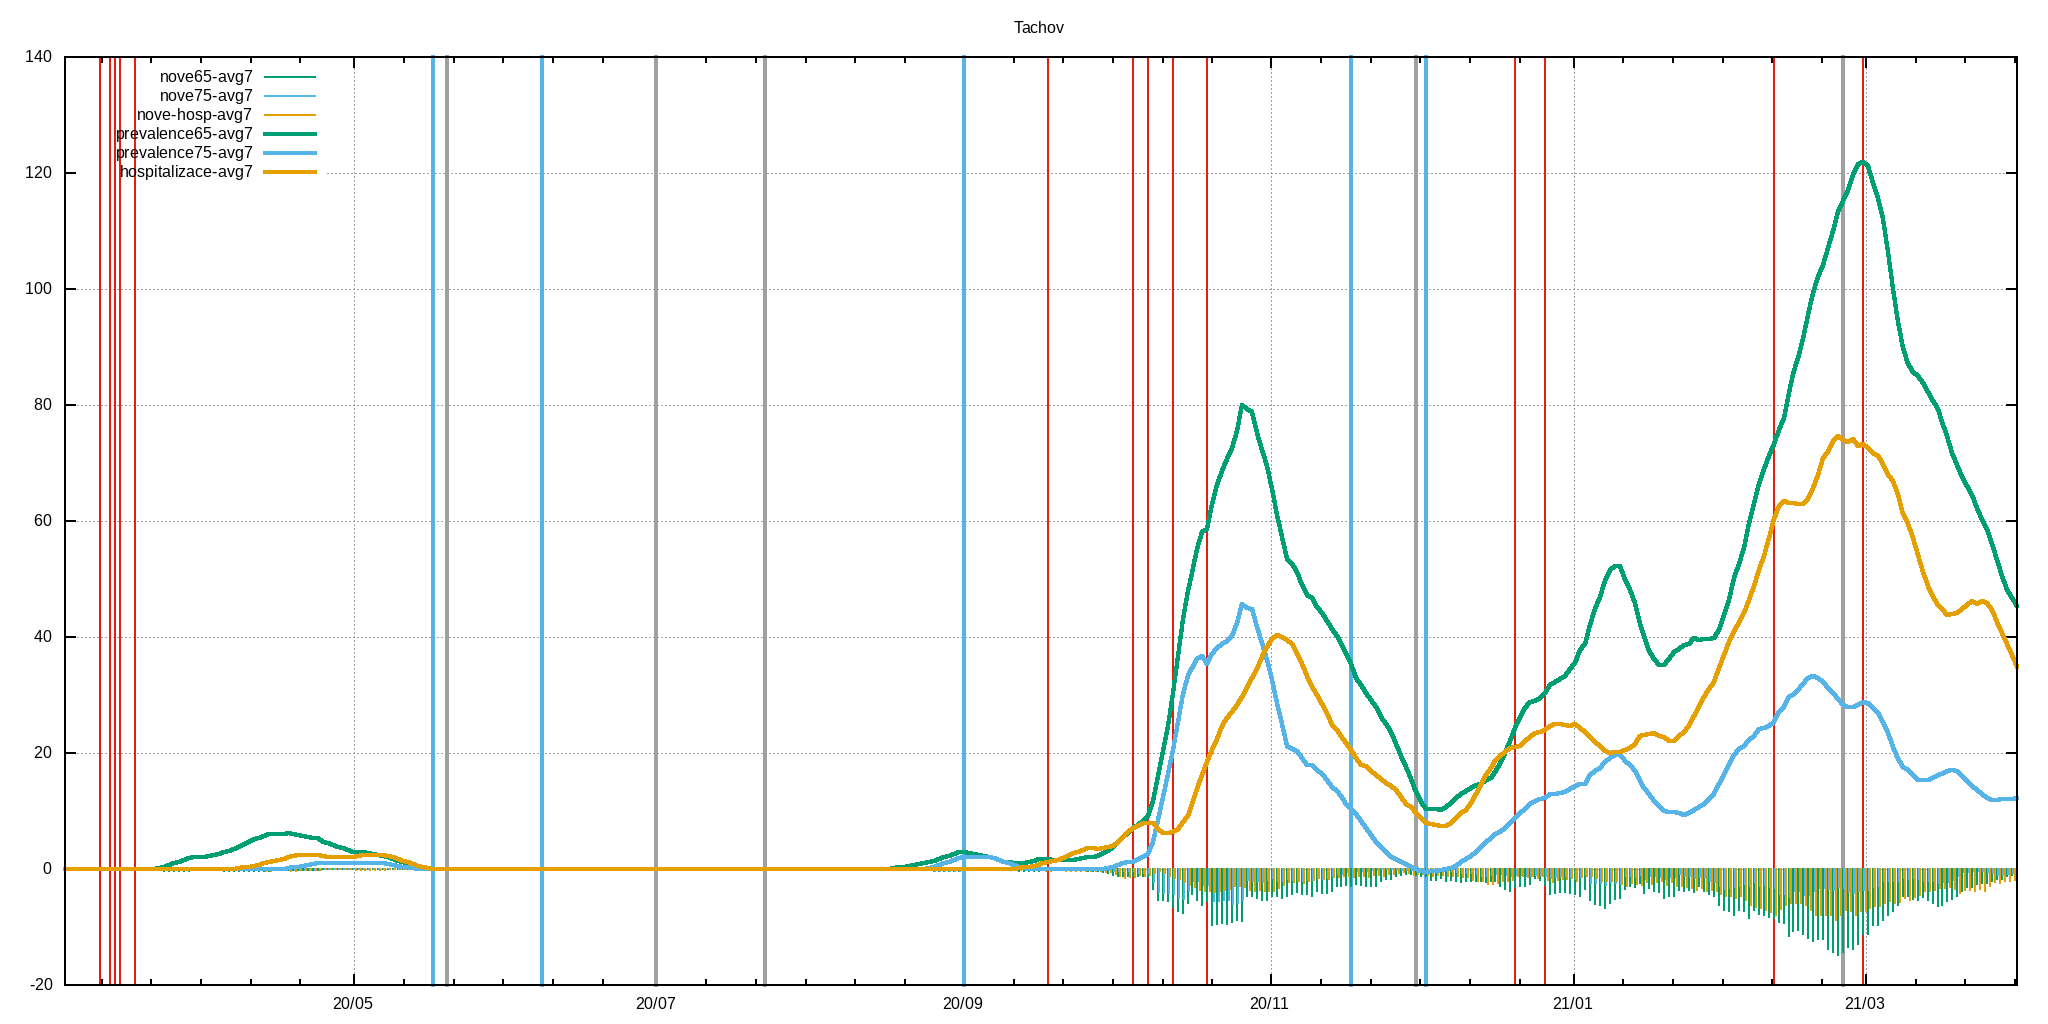 Tachov
140
120
100
80
60
40
20
0
-20
nove65-avg7
nove75-avg7
nove-hosp-avg7
prevalence65-avg7
prevalence75-avg7
hospitalizace-avg7
20/05 20/07 20/09 20/11 21/01 21/03